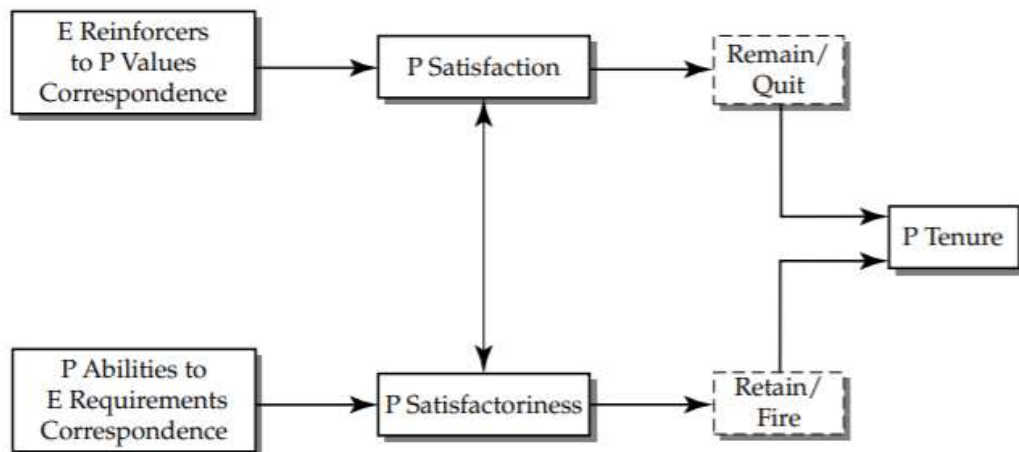 E Reinforcers
to P Values
Correspondence
P Satisfaction
Remain/
Quit
P Tenure
P Abilities to
E Requirements
Correspondence
P Satisfactoriness
Retain/
Fire